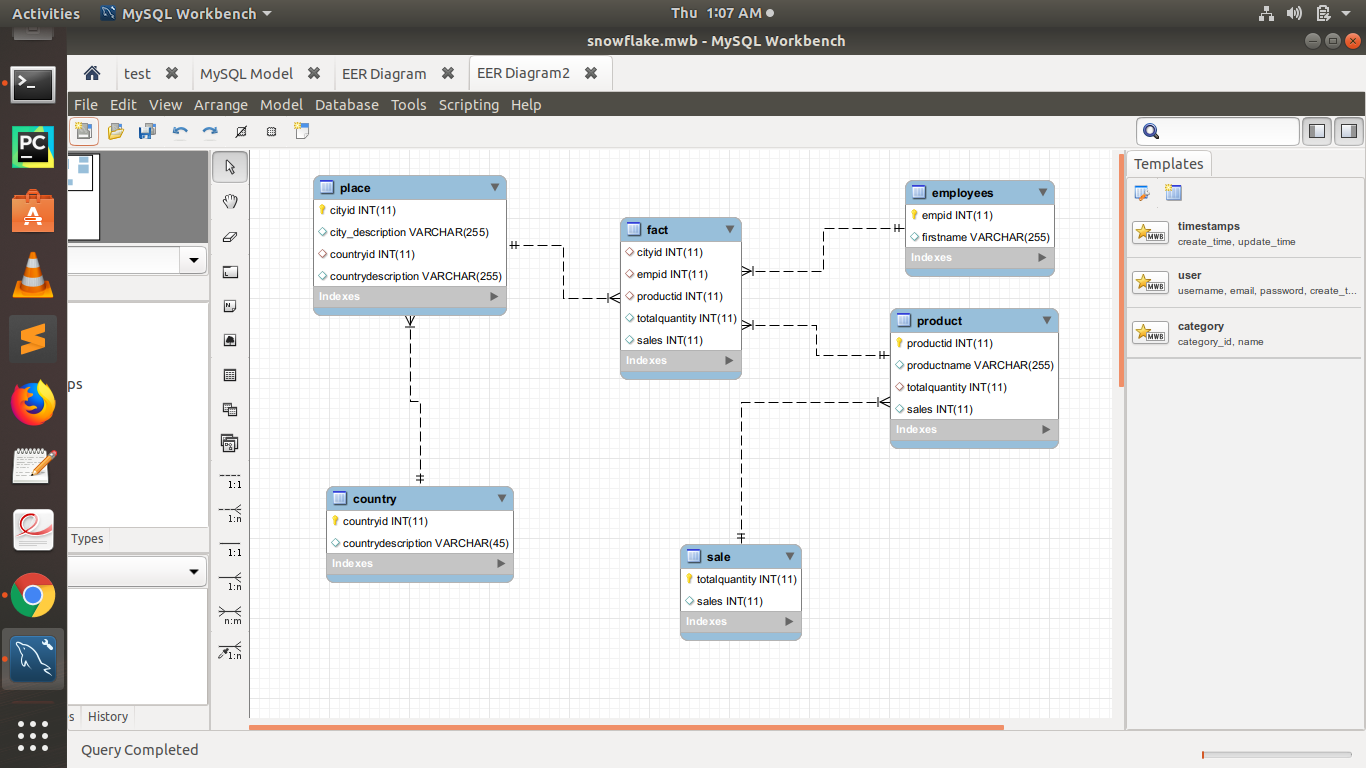 Activities MySQL Workbench Thu 1:07 AM
snowflake.mwb - MySQL Workbench
test MySQL Model EER Diagram EER Diagram2
File Edit View Arrange Model Database Tools Scripting Help
Templates
timestamps
create_time, update_time
user
username, email, password, create_t...
category
category_id, name
MWB
MWB
MWB
place
cityid INT(11)
city_description VARCHAR(255)
countryid INT(11)
countrydescription VARCHAR(255)
Indexes
fact
cityid INT(11)
empid INT(11)
productid INT(11)
totalquantity INT(11)
sales INT(11)
Indexes
employees
empid INT(11)
firstname VARCHAR(255)
Indexes
product
productid INT(11)
productname VARCHAR(255)
totalquantity INT(11)
sales INT(11)
Indexes
country
countryid INT(11)
countrydescription VARCHAR(45)
Indexes
sale
totalquantity INT(11)
sales INT(11)
Indexes
1:1
1:n
1:1
1:n
n:m
1:n
PC
ps
Types
s History
Query Completed